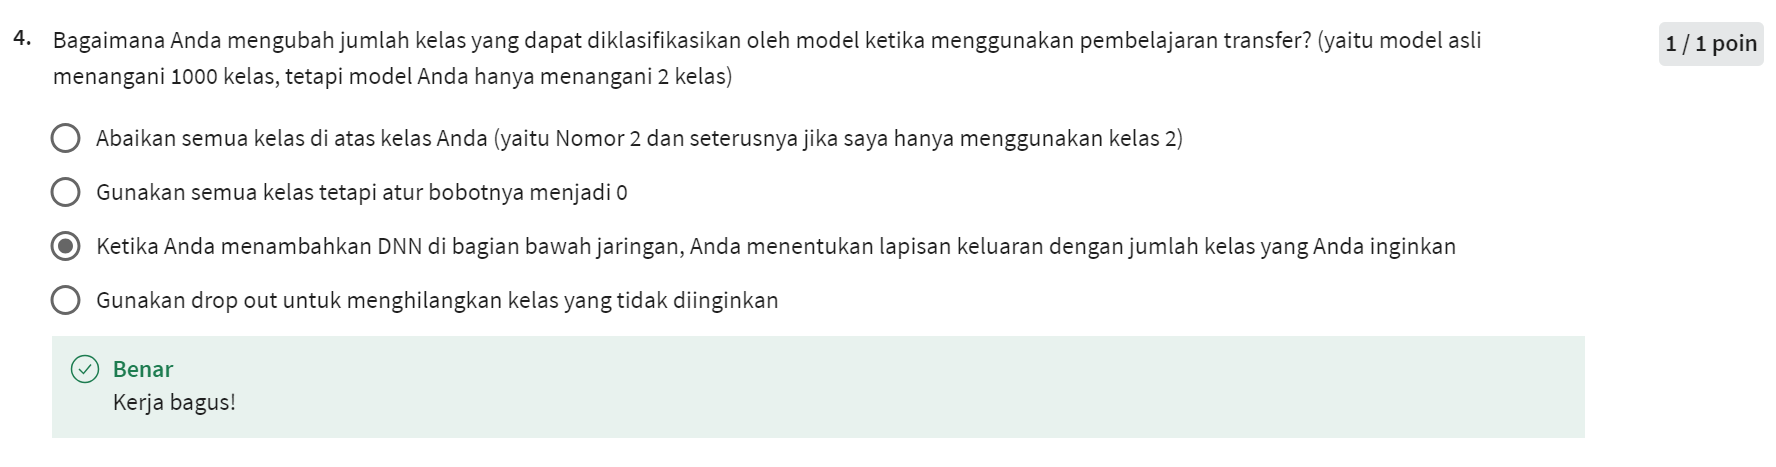 4. Bagaimana Anda mengubah jumlah kelas yang dapat diklasifikasikan oleh model ketika menggunakan pembelajaran transfer? (yaitu model asli
menangani 1000 kelas, tetapi model Anda hanya menangani 2 kelas)
1 / 1 poin
Abaikan semua kelas di atas kelas Anda (yaitu Nomor 2 dan seterusnya jika saya hanya menggunakan kelas 2)
Gunakan semua kelas tetapi atur bobotnya menjadi 0
Ketika Anda menambahkan DNN di bagian bawah jaringan, Anda menentukan lapisan keluaran dengan jumlah kelas yang Anda inginkan
Gunakan drop out untuk menghilangkan kelas yang tidak diinginkan
Benar
Kerja bagus!